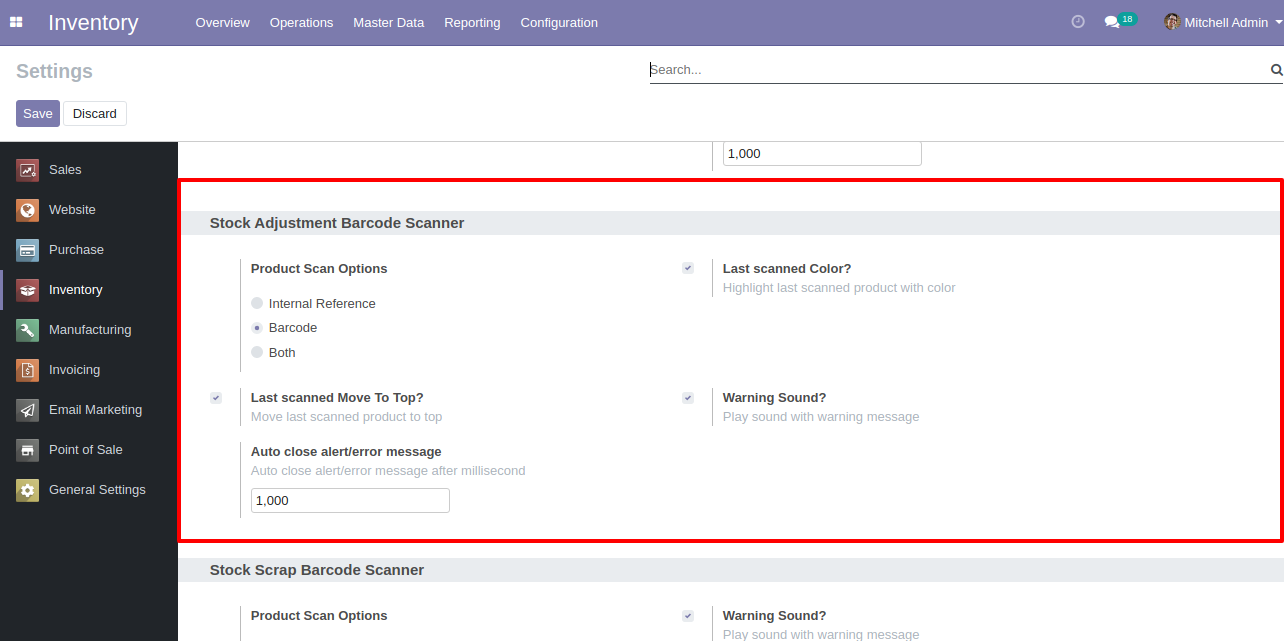 Inventory Overview Operations Master Data Reporting Configuration 18 Mitchell Admin
Settings Search...
Save Discard
Sales
Website
Purchase
Inventory
Manufacturing
Invoicing
Email Marketing
Point of Sale
General Settings
1,000
Stock Adjustment Barcode Scanner
Product Scan Options
Internal Reference
Barcode
Both
Last scanned Color?
Highlight last scanned product with color
Last scanned Move To Top?
Move last scanned product to top
Warning Sound?
Play sound with warning message
Auto close alert/error message
Auto close alert/error message after millisecond
1,000
Stock Scrap Barcode Scanner
Product Scan Options
Warning Sound?
Play sound with warning message